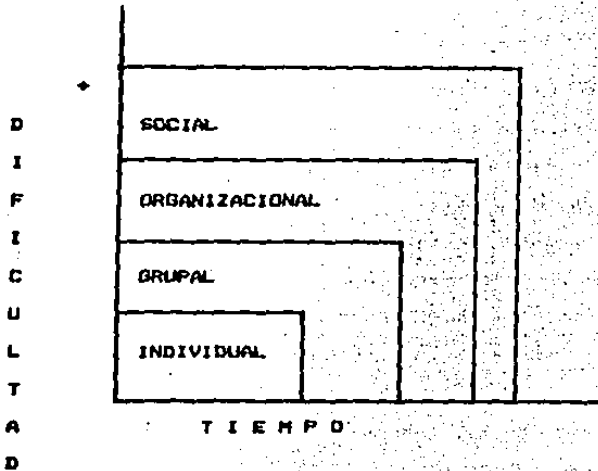 +
DIFICULTAD
SOCIAL
ORGANIZACIONAL
GRUPAL
INDIVIDUAL
TIEMPO